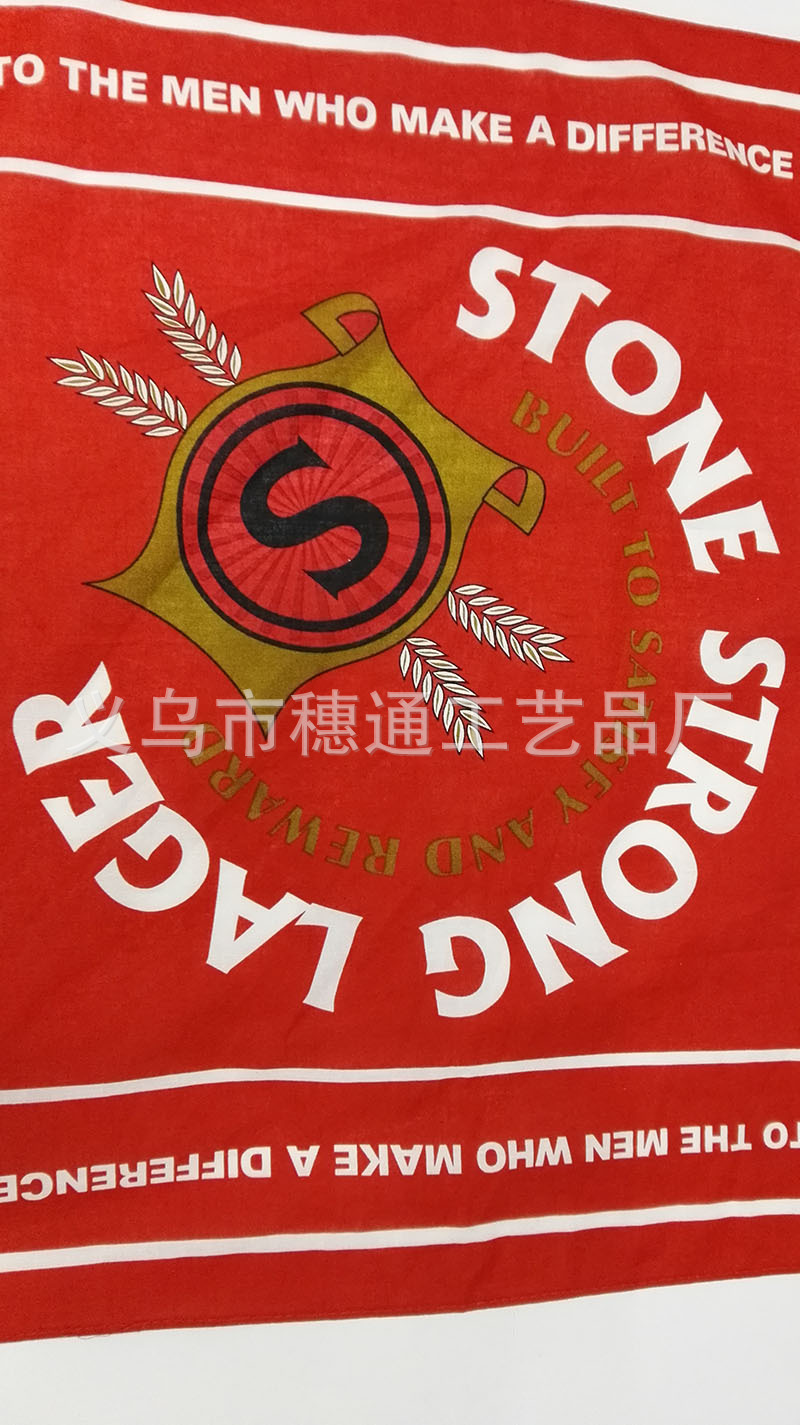 TO THE MEN WHO MAKE A DIFFERENCE
STONE STRONG LAGER
BUILT TO SATISFY AND REWARD
S
义乌市穗通工艺品厂
TO THE MEN WHO MAKE A DIFFERENCE